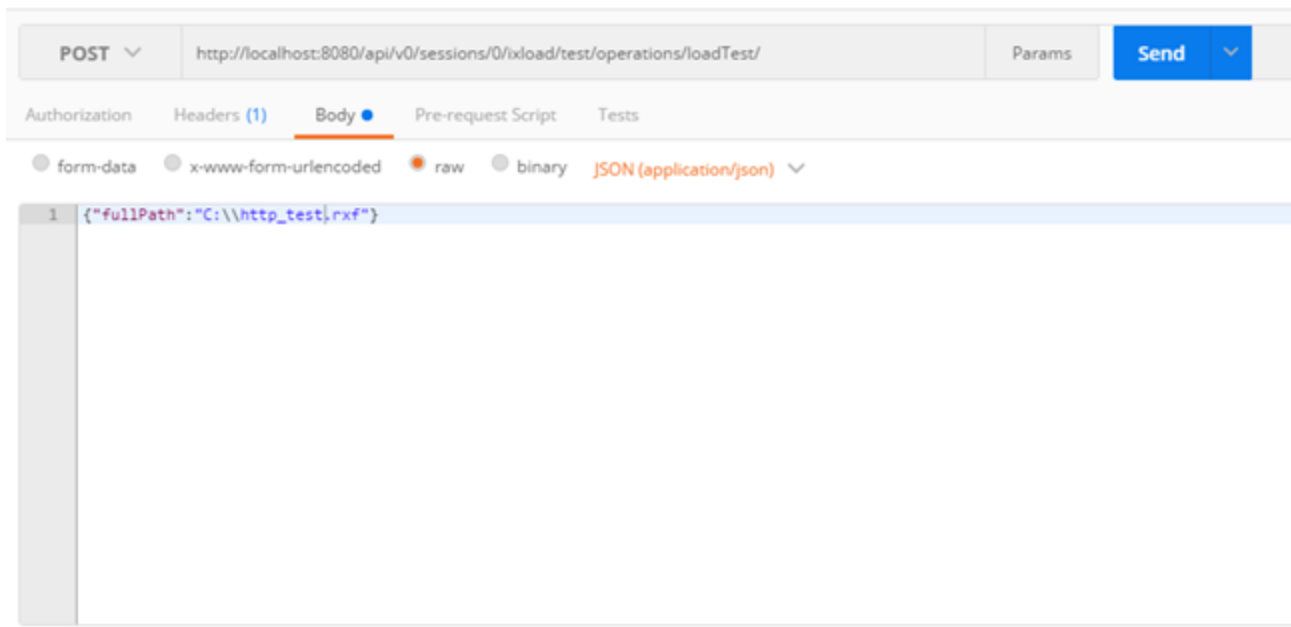 POST http://localhost:8080/api/v0/sessions/0/ixload/test/operations/loadTest/ Params Send
Authorization Headers (1) Body Pre-request Script Tests
form-data x-www-form-urlencoded raw binary JSON (application/json)
1 {"fullPath":"C:\\http_test.rxf"}